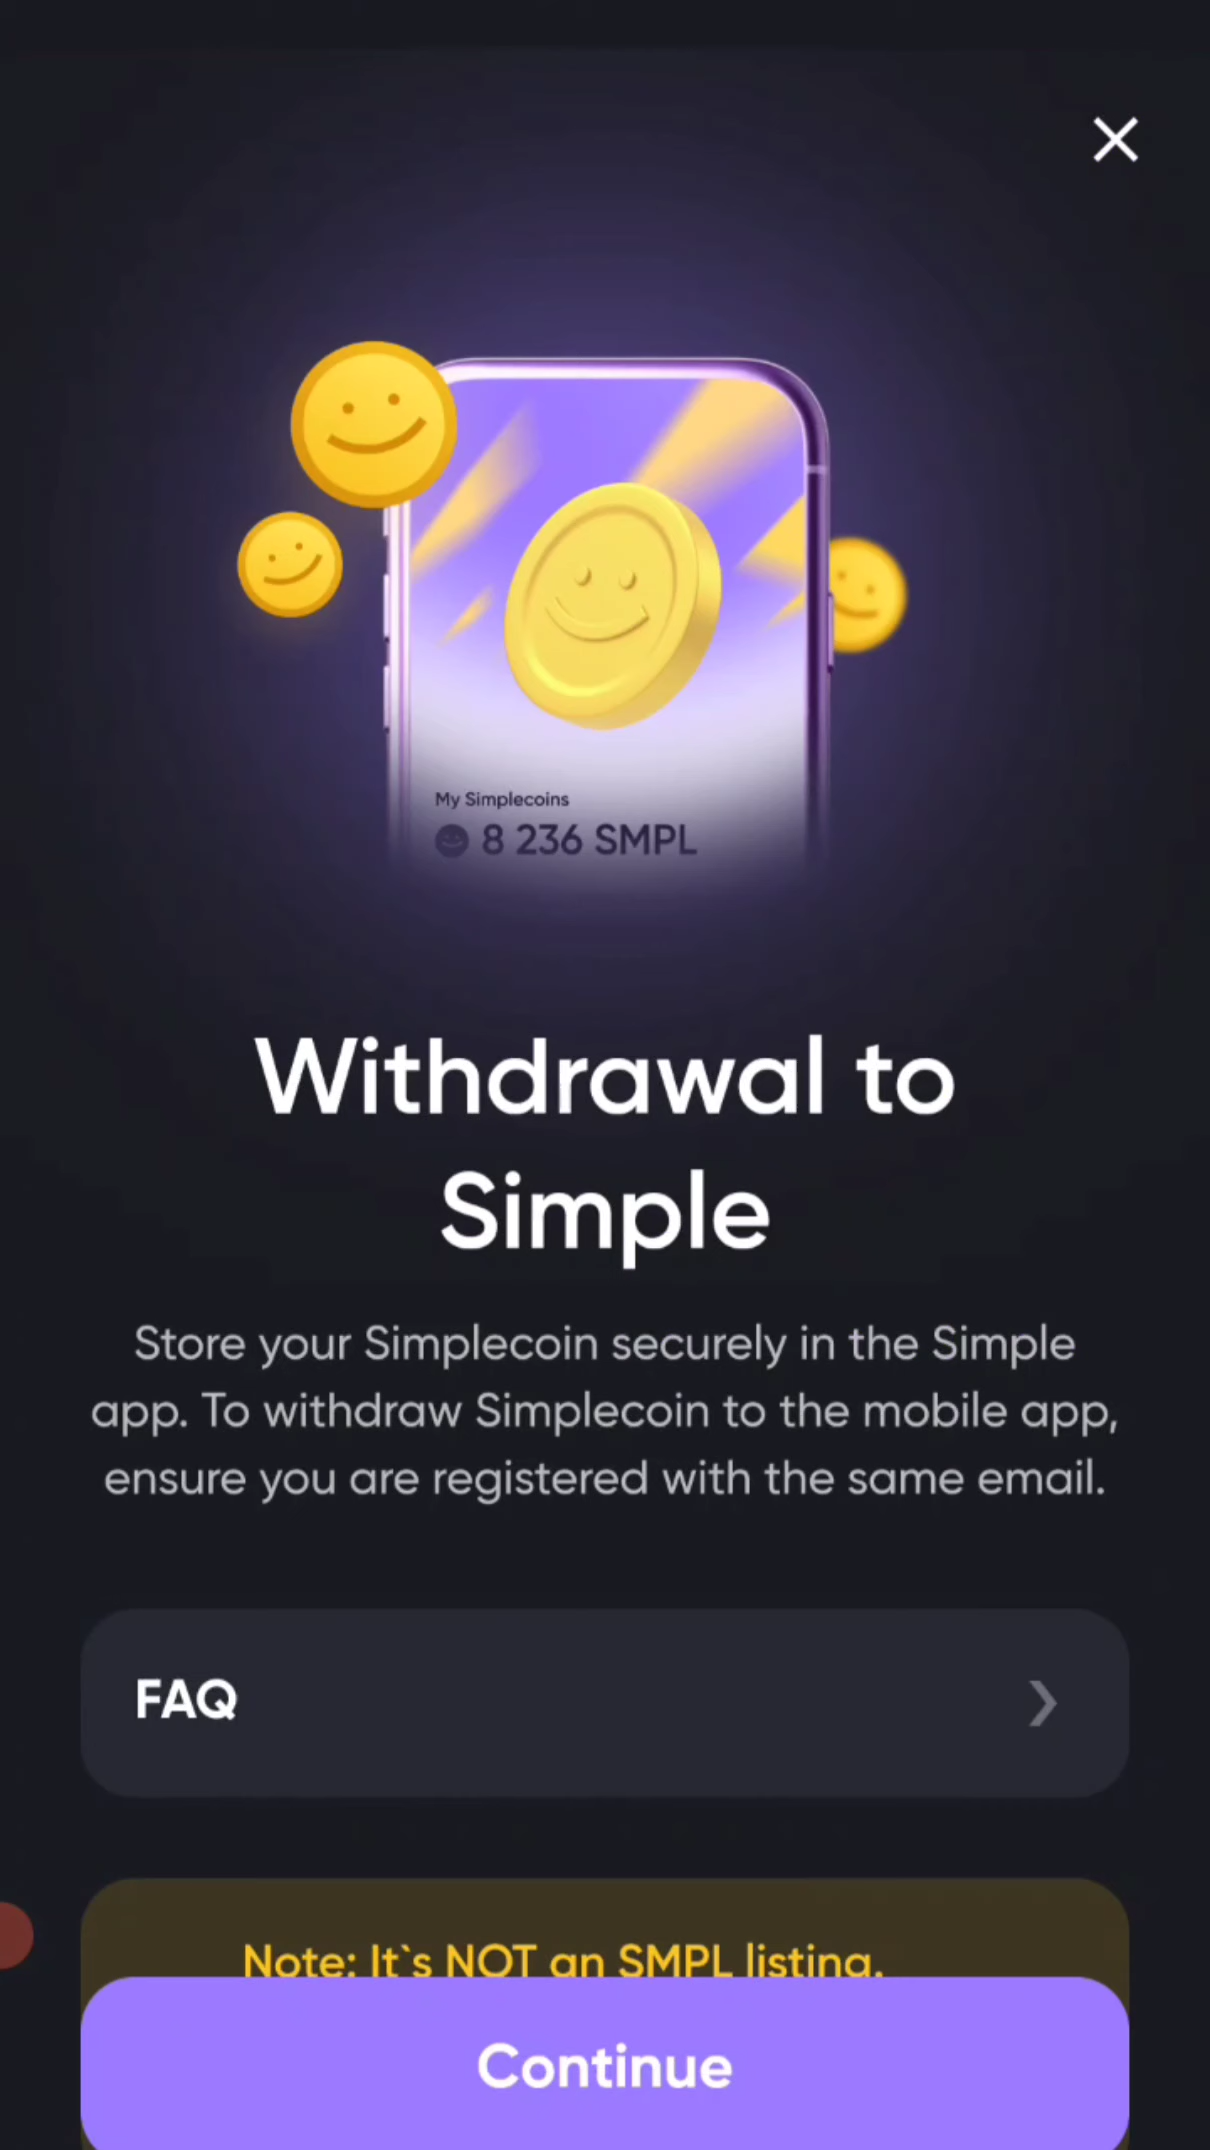 My Simplecoins
8 236 SMPL
Withdrawal to
Simple
Store your Simplecoin securely in the Simple
app. To withdraw Simplecoin to the mobile app,
ensure you are registered with the same email.
FAQ
Note: It`s NOT an SMPL listing.
Continue